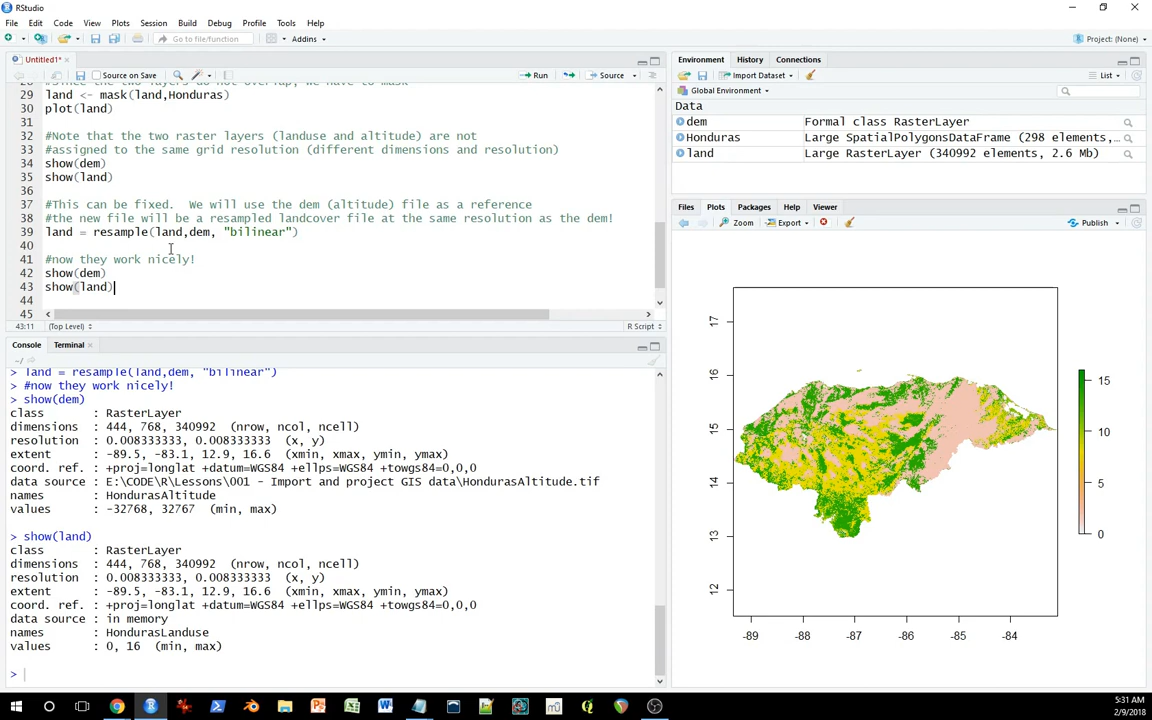 RStudio
File Edit Code View Plots Session Build Debug Profile Tools Help
Go to file/function Addins Project: (None)
Untitled1*
Source on Save Run Source
29 land <- mask(land,Honduras)
30 plot(land)
31
32 #Note that the two raster layers (landuse and altitude) are not
33 #assigned to the same grid resolution (different dimensions and resolution)
34 show(dem)
35 show(land)
36
37 #This can be fixed.  We will use the dem (altitude) file as a reference
38 #the new file will be a resampled landcover file at the same resolution as the dem!
39 land = resample(land,dem, "bilinear")
40
41 #now they work nicely!
42 show(dem)
43 show(land)
44
45
43:11 (Top Level) R Script
Console Terminal
~/
> land = resample(land,dem, "bilinear")
> #now they work nicely!
> show(dem)
class : RasterLayer
dimensions : 444, 768, 340992 (nrow, ncol, ncell)
resolution : 0.008333333, 0.008333333 (x, y)
extent : -89.5, -83.1, 12.9, 16.6 (xmin, xmax, ymin, ymax)
coord. ref. : +proj=longlat +datum=WGS84 +ellps=WGS84 +towgs84=0,0,0
data source : E:\CODE\R\Lessons\001 - Import and project GIS data\HondurasAltitude.tif
names : HondurasAltitude
values : -32768, 32767 (min, max)
> show(land)
class : RasterLayer
dimensions : 444, 768, 340992 (nrow, ncol, ncell)
resolution : 0.008333333, 0.008333333 (x, y)
extent : -89.5, -83.1, 12.9, 16.6 (xmin, xmax, ymin, ymax)
coord. ref. : +proj=longlat +datum=WGS84 +ellps=WGS84 +towgs84=0,0,0
data source : in memory
names : HondurasLanduse
values : 0, 16 (min, max)
>
Environment History Connections
Import Dataset List
Global Environment
Data
dem Formal class RasterLayer
Honduras Large SpatialPolygonsDataFrame (298 elements,...
land Large RasterLayer (340992 elements, 2.6 Mb)
Files Plots Packages Help Viewer
Zoom Export Publish
17
16
15
14
13
12
-89 -88 -87 -86 -85 -84
15
10
5
0
5:31 AM
2/9/2018